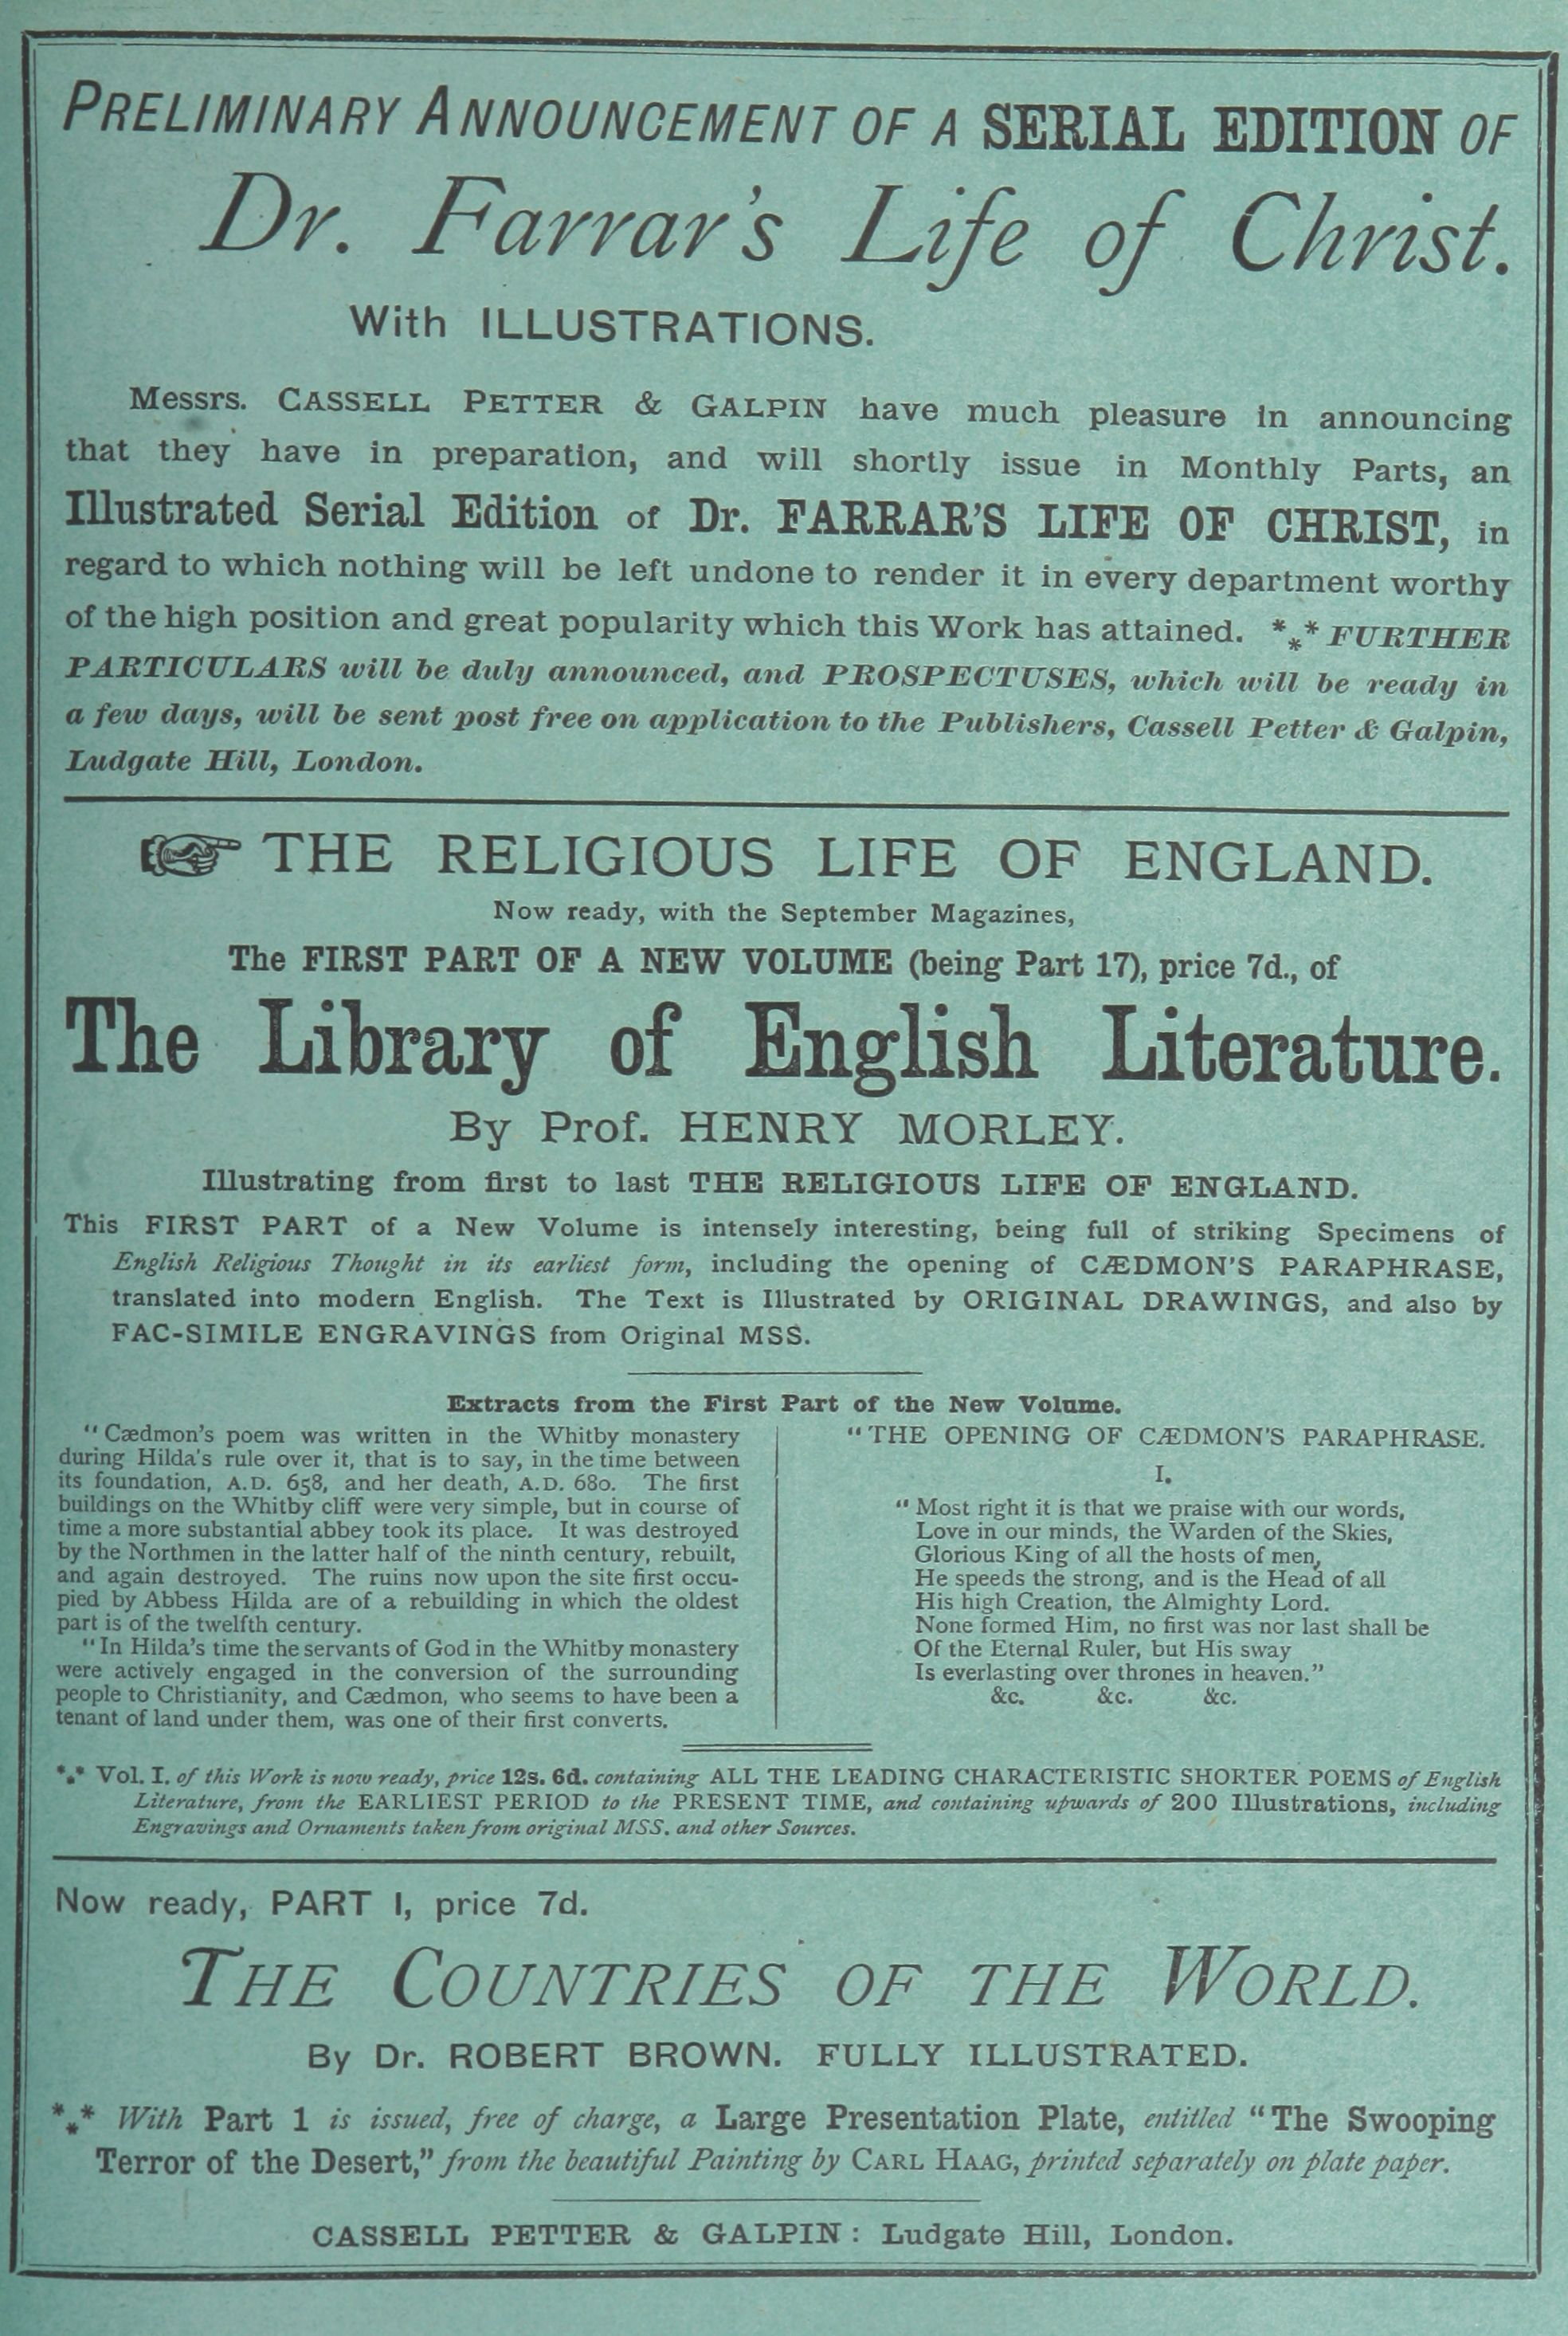 PRELIMINARY ANNOUNCEMENT OF A SERIAL EDITION OF
Dr. Farrar's Life of Christ.
With ILLUSTRATIONS.
Messrs. CASSELL PETTER & GALPIN have much pleasure in announcing
that they have in preparation, and will shortly issue in Monthly Parts, an
Illustrated Serial Edition of Dr. FARRAR'S LIFE OF CHRIST, in
regard to which nothing will be left undone to render it in every department worthy
of the high position and great popularity which this Work has attained. *⁎* FURTHER
PARTICULARS will be duly announced, and PROSPECTUSES, which will be ready in
a few days, will be sent post free on application to the Publishers, Cassell Petter & Galpin,
Ludgate Hill, London.
☞ THE RELIGIOUS LIFE OF ENGLAND.
Now ready, with the September Magazines,
The FIRST PART OF A NEW VOLUME (being Part 17), price 7d., of
The Library of English Literature.
By Prof. HENRY MORLEY.
Illustrating from first to last THE RELIGIOUS LIFE OF ENGLAND.
This FIRST PART of a New Volume is intensely interesting, being full of striking Specimens of
English Religious Thought in its earliest form, including the opening of CÆDMON'S PARAPHRASE,
translated into modern English. The Text is Illustrated by ORIGINAL DRAWINGS, and also by
FAC-SIMILE ENGRAVINGS from Original MSS.
Extracts from the First Part of the New Volume.
"Cædmon's poem was written in the Whitby monastery
during Hilda's rule over it, that is to say, in the time between
its foundation, A.D. 658, and her death, A.D. 680. The first
buildings on the Whitby cliff were very simple, but in course of
time a more substantial abbey took its place. It was destroyed
by the Northmen in the latter half of the ninth century, rebuilt,
and again destroyed. The ruins now upon the site first occu-
pied by Abbess Hilda are of a rebuilding in which the oldest
part is of the twelfth century.
"In Hilda's time the servants of God in the Whitby monastery
were actively engaged in the conversion of the surrounding
people to Christianity, and Cædmon, who seems to have been a
tenant of land under them, was one of their first converts.
"THE OPENING OF CÆDMON'S PARAPHRASE.
I.
"Most right it is that we praise with our words,
Love in our minds, the Warden of the Skies,
Glorious King of all the hosts of men,
He speeds the strong, and is the Head of all
His high Creation, the Almighty Lord.
None formed Him, no first was nor last shall be
Of the Eternal Ruler, but His sway
Is everlasting over thrones in heaven."
&c. &c. &c.
*⁎* Vol. I. of this Work is now ready, price 12s. 6d. containing ALL THE LEADING CHARACTERISTIC SHORTER POEMS of English
Literature, from the EARLIEST PERIOD to the PRESENT TIME, and containing upwards of 200 Illustrations, including
Engravings and Ornaments taken from original MSS. and other Sources.
Now ready, PART I, price 7d.
THE COUNTRIES OF THE WORLD.
By Dr. ROBERT BROWN. FULLY ILLUSTRATED.
*⁎* With Part 1 is issued, free of charge, a Large Presentation Plate, entitled "The Swooping
Terror of the Desert," from the beautiful Painting by CARL HAAG, printed separately on plate paper.
CASSELL PETTER & GALPIN: Ludgate Hill, London.